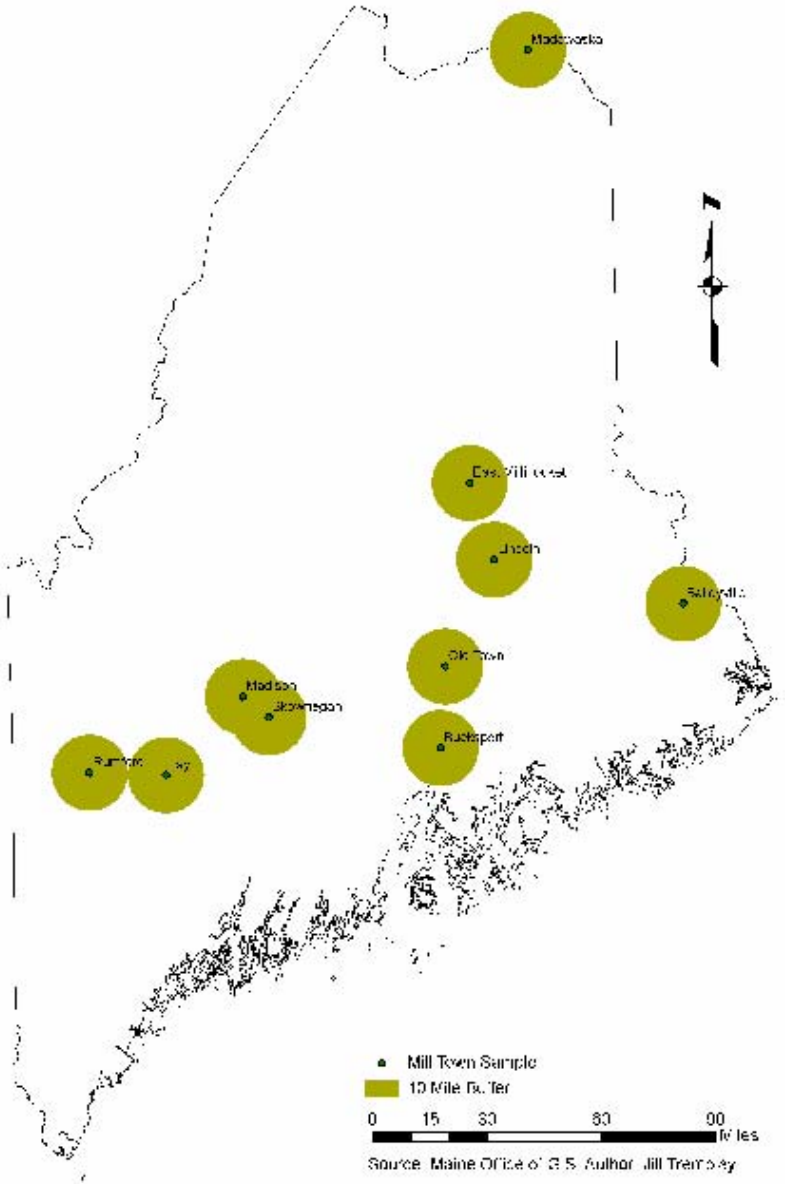 Madawaska
East Millinocket
Lincoln
Baileyville
Old Town
Madison
Skowhegan
Bucksport
Rumford
Jay
Mill Town Sample
10 Mile Buffer
0 15 30 60 90
Miles
Source: Maine Office of G.I.S. Author: Jill Tremblay